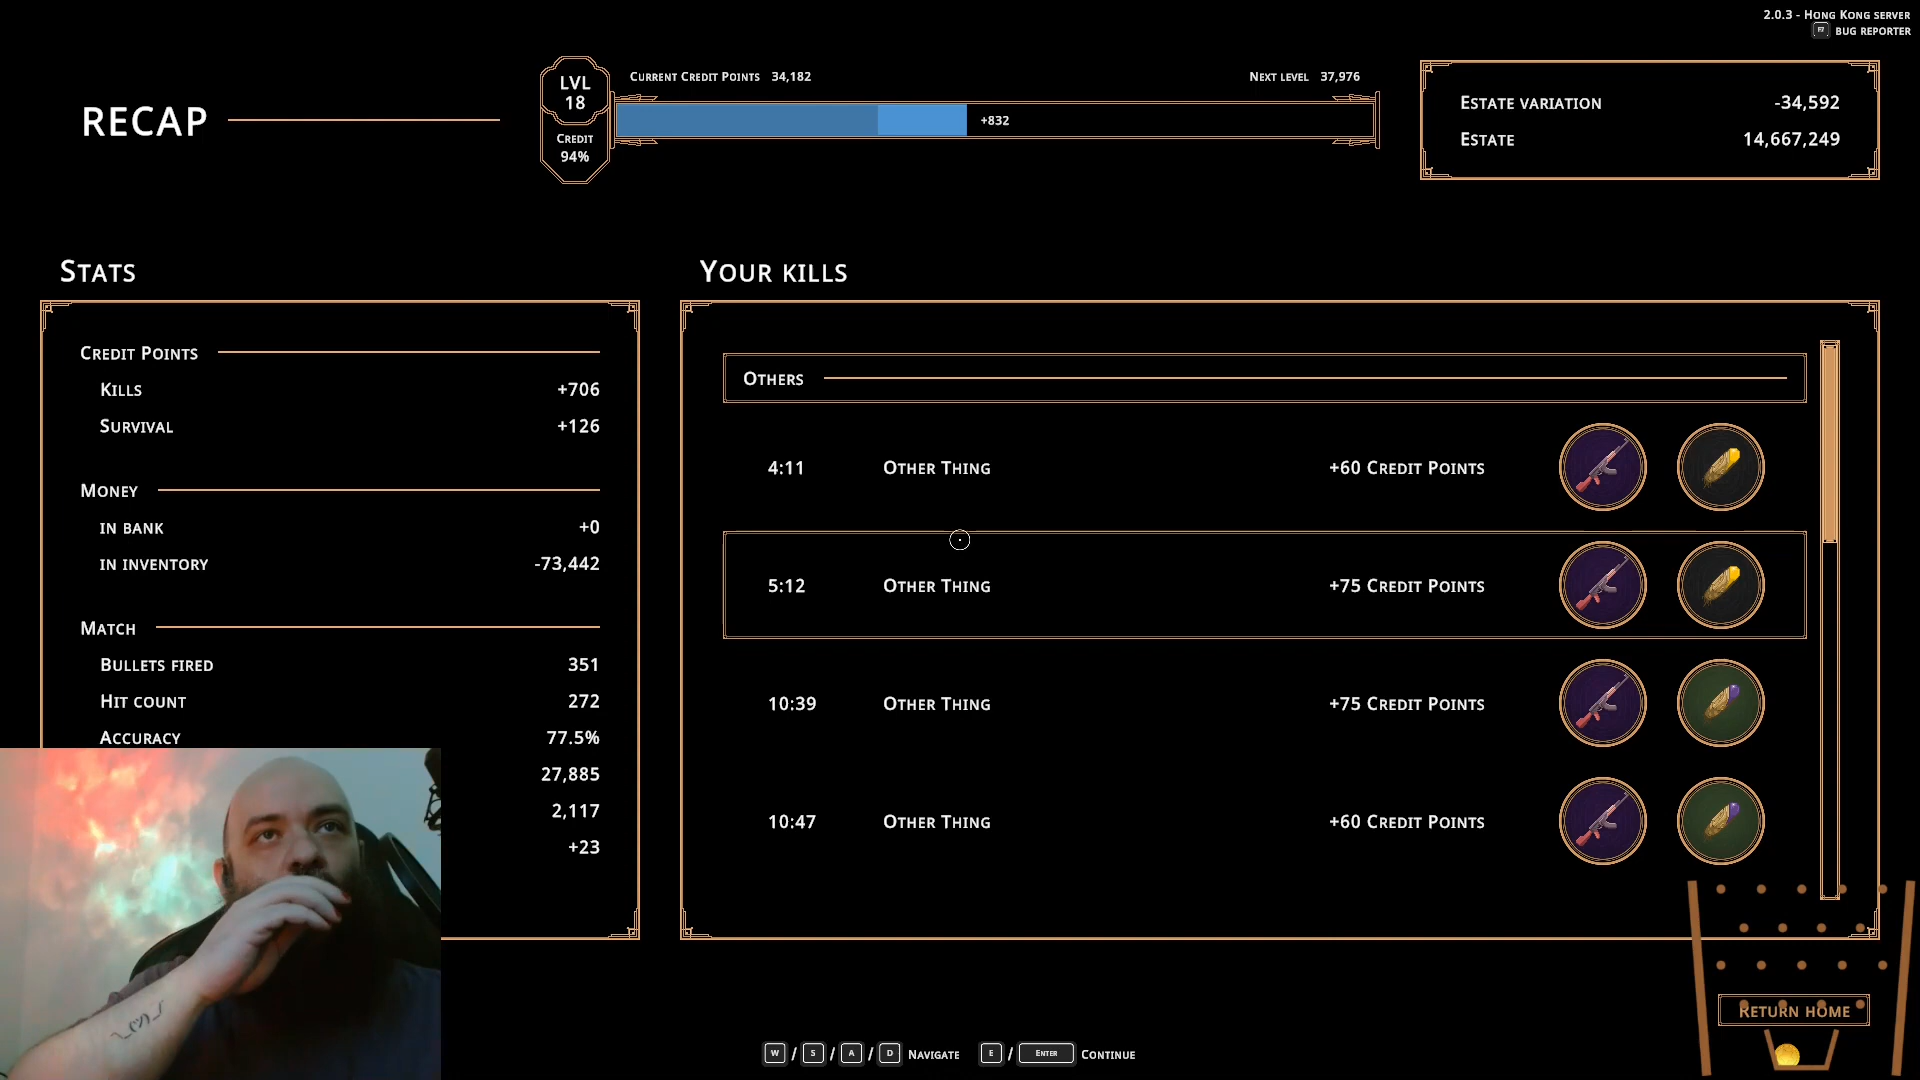 2.0.3 - Hong Kong server
F7 bug reporter
RECAP
LVL
18
Credit
94%
Current Credit Points 34,182
Next level 37,976
+832
Estate variation -34,592
Estate 14,667,249
Stats
Credit Points
Kills +706
Survival +126
Money
in bank +0
in inventory -73,442
Match
Bullets fired 351
Hit count 272
Accuracy 77.5%
27,885
2,117
+23
Your kills
Others
4:11 Other Thing +60 Credit Points
5:12 Other Thing +75 Credit Points
10:39 Other Thing +75 Credit Points
10:47 Other Thing +60 Credit Points
Return home
W / S / A / D Navigate E / Enter Continue